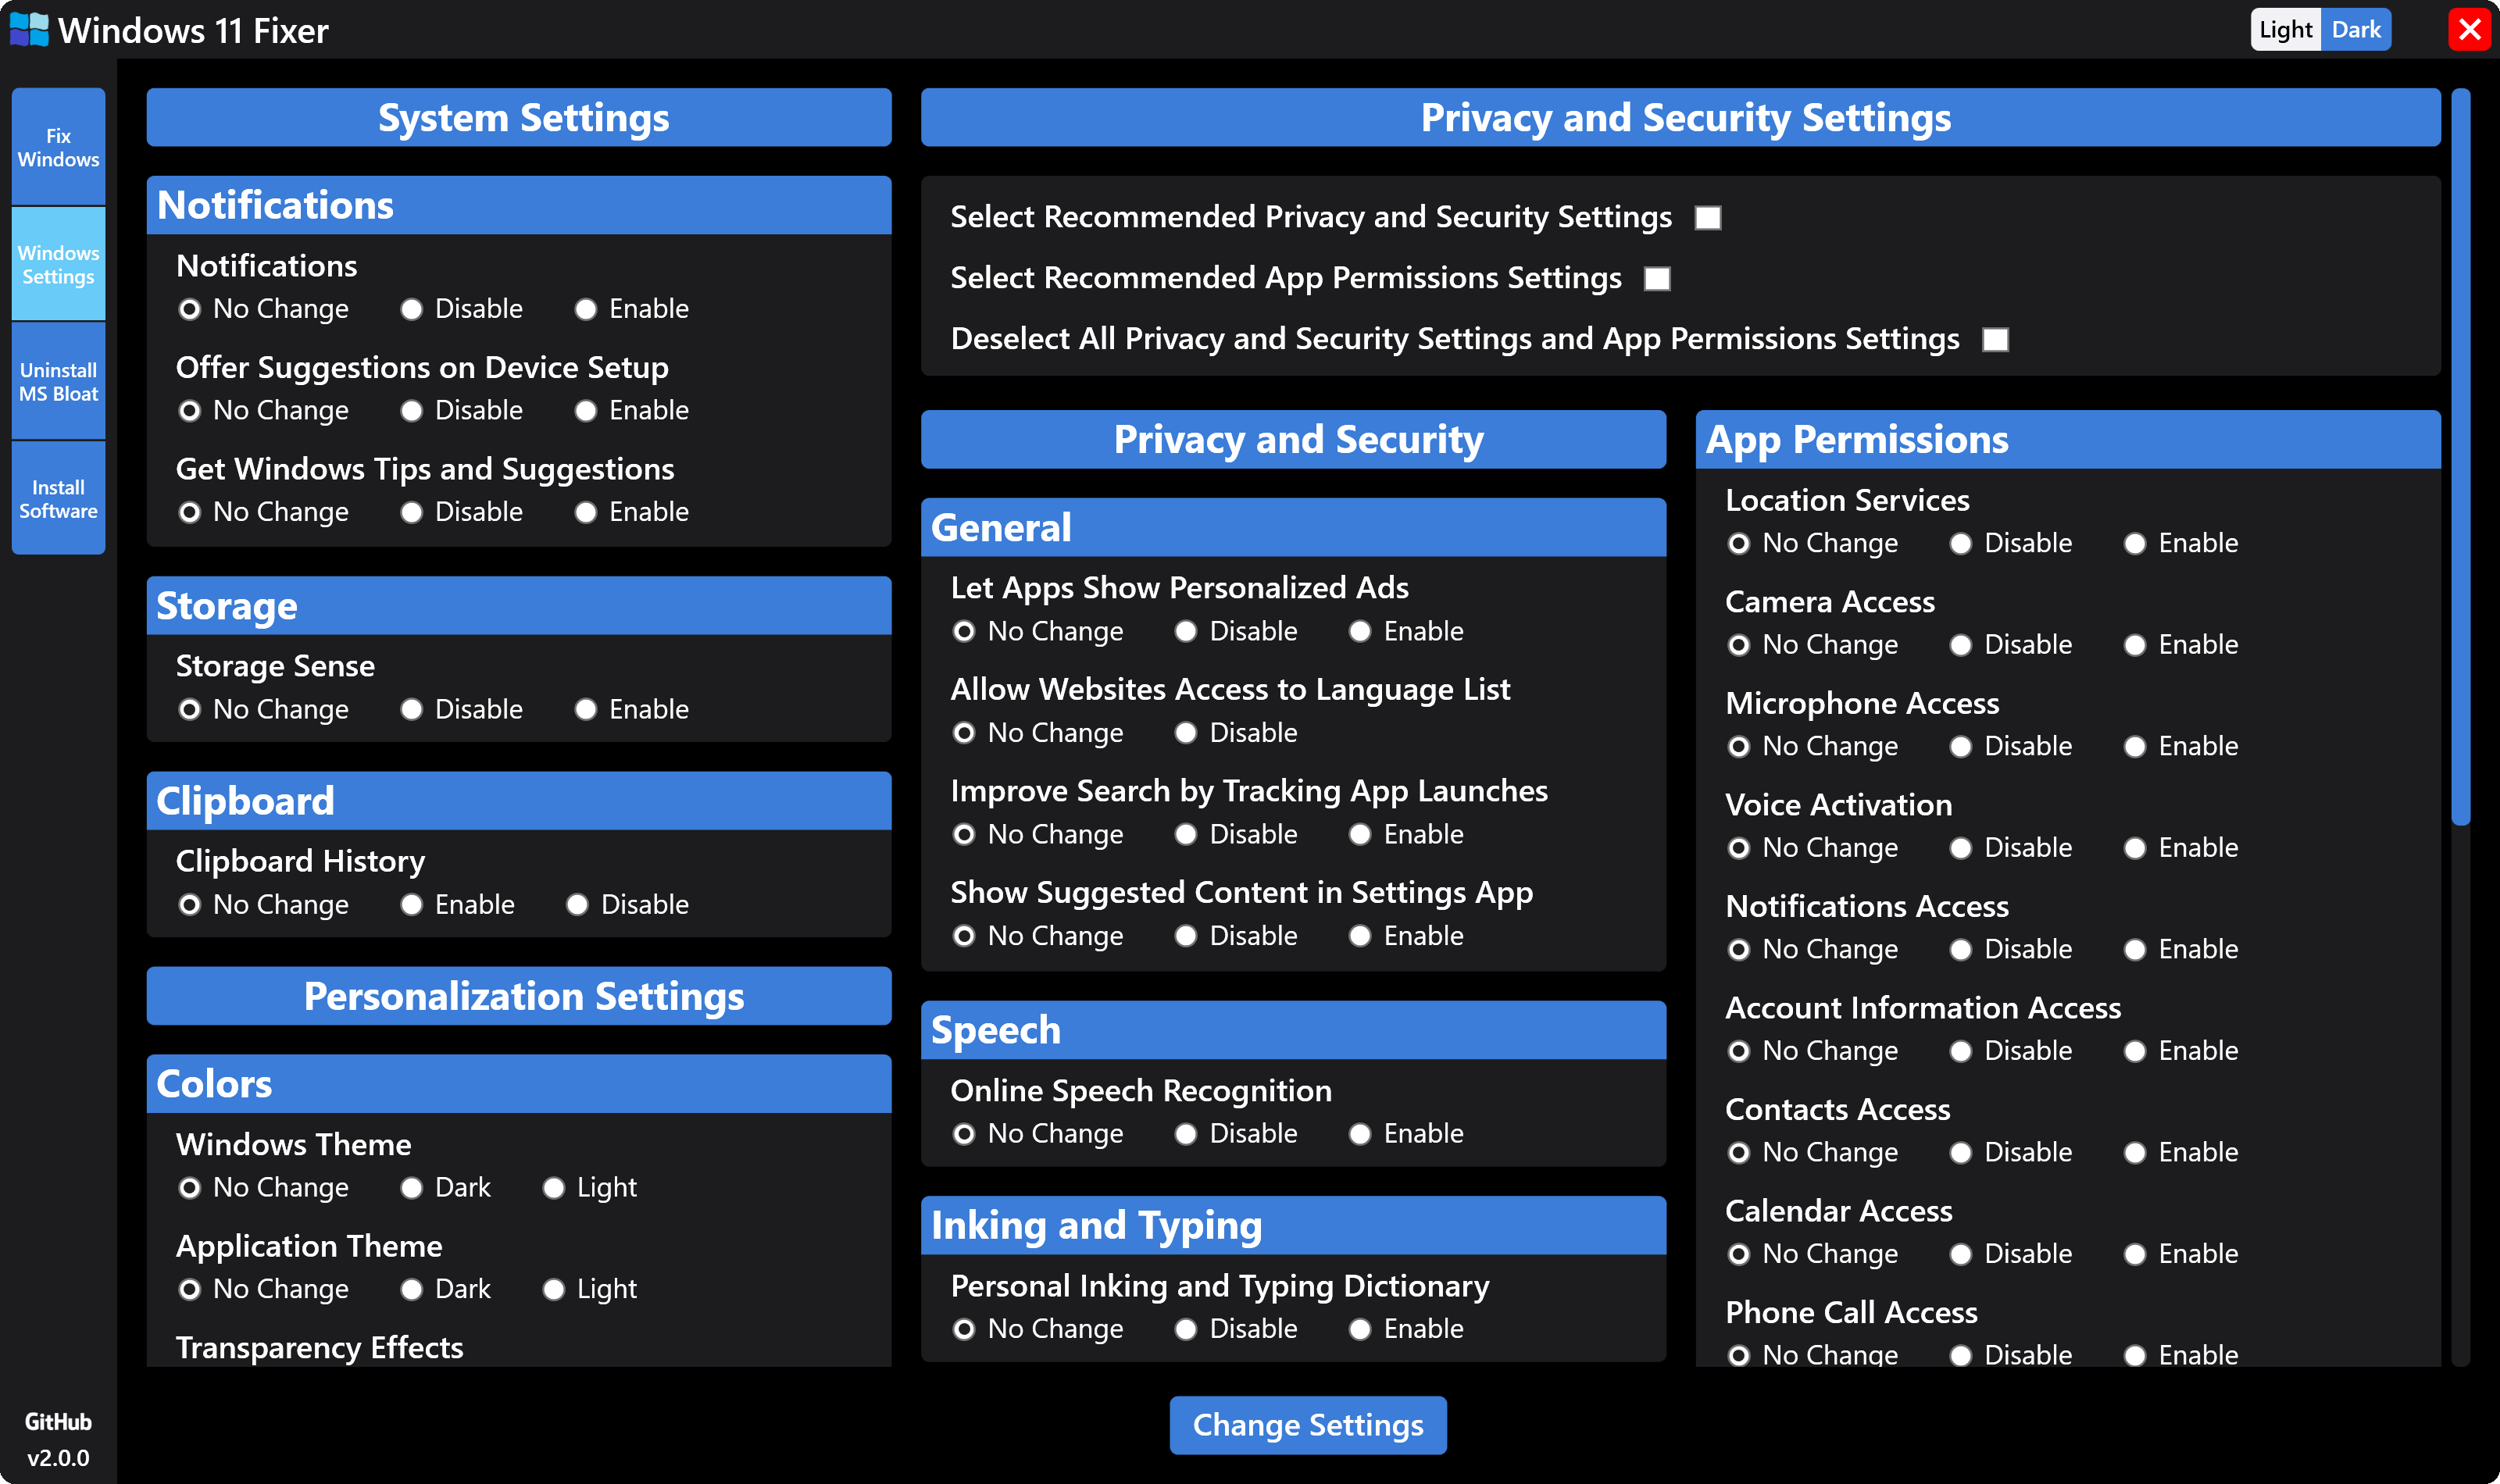 Windows 11 Fixer
Light Dark
Fix
Windows
Windows
Settings
Uninstall
MS Bloat
Install
Software
GitHub
v2.0.0
System Settings
Notifications
Notifications
No Change Disable Enable
Offer Suggestions on Device Setup
No Change Disable Enable
Get Windows Tips and Suggestions
No Change Disable Enable
Storage
Storage Sense
No Change Disable Enable
Clipboard
Clipboard History
No Change Enable Disable
Personalization Settings
Colors
Windows Theme
No Change Dark Light
Application Theme
No Change Dark Light
Transparency Effects
Privacy and Security Settings
Select Recommended Privacy and Security Settings
Select Recommended App Permissions Settings
Deselect All Privacy and Security Settings and App Permissions Settings
Privacy and Security
General
Let Apps Show Personalized Ads
No Change Disable Enable
Allow Websites Access to Language List
No Change Disable
Improve Search by Tracking App Launches
No Change Disable Enable
Show Suggested Content in Settings App
No Change Disable Enable
Speech
Online Speech Recognition
No Change Disable Enable
Inking and Typing
Personal Inking and Typing Dictionary
No Change Disable Enable
App Permissions
Location Services
No Change Disable Enable
Camera Access
No Change Disable Enable
Microphone Access
No Change Disable Enable
Voice Activation
No Change Disable Enable
Notifications Access
No Change Disable Enable
Account Information Access
No Change Disable Enable
Contacts Access
No Change Disable Enable
Calendar Access
No Change Disable Enable
Phone Call Access
No Change Disable Enable
Change Settings